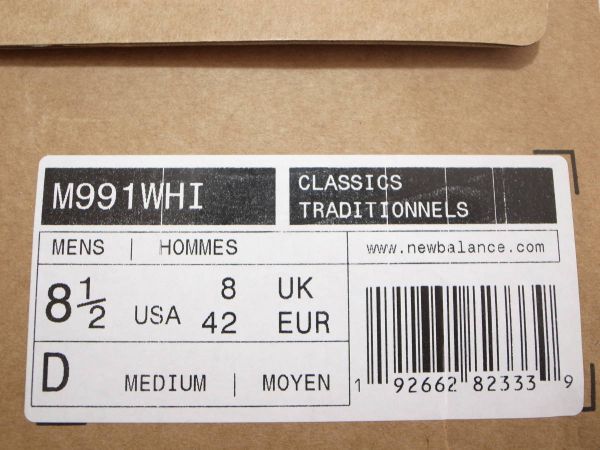 M991WHI
CLASSICS
TRADITIONNELS
MENS | HOMMES
www.newbalance.com
8½ USA 8 UK
42 EUR
D MEDIUM | MOYEN
1 92662 82333 9